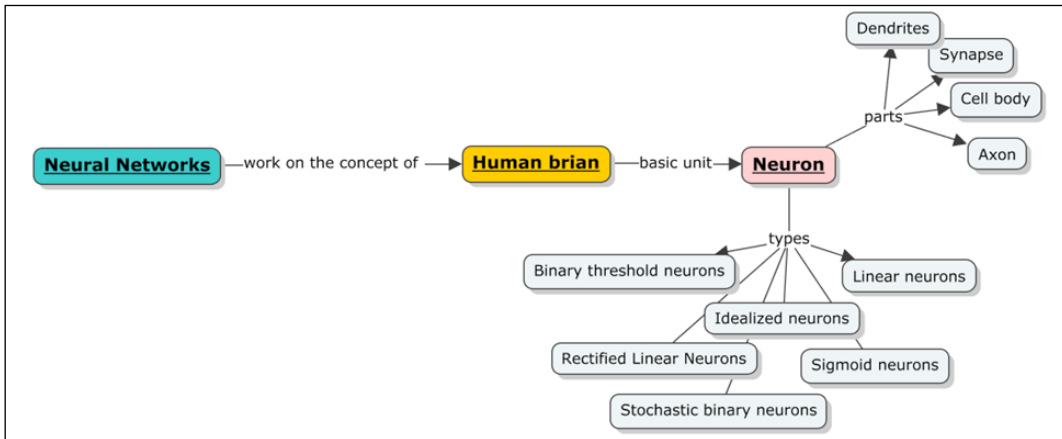 Dendrites
Synapse
Cell body
parts
Axon
Neural Networks
work on the concept of
Human brian
basic unit
Neuron
types
Binary threshold neurons
Linear neurons
Idealized neurons
Rectified Linear Neurons
Sigmoid neurons
Stochastic binary neurons